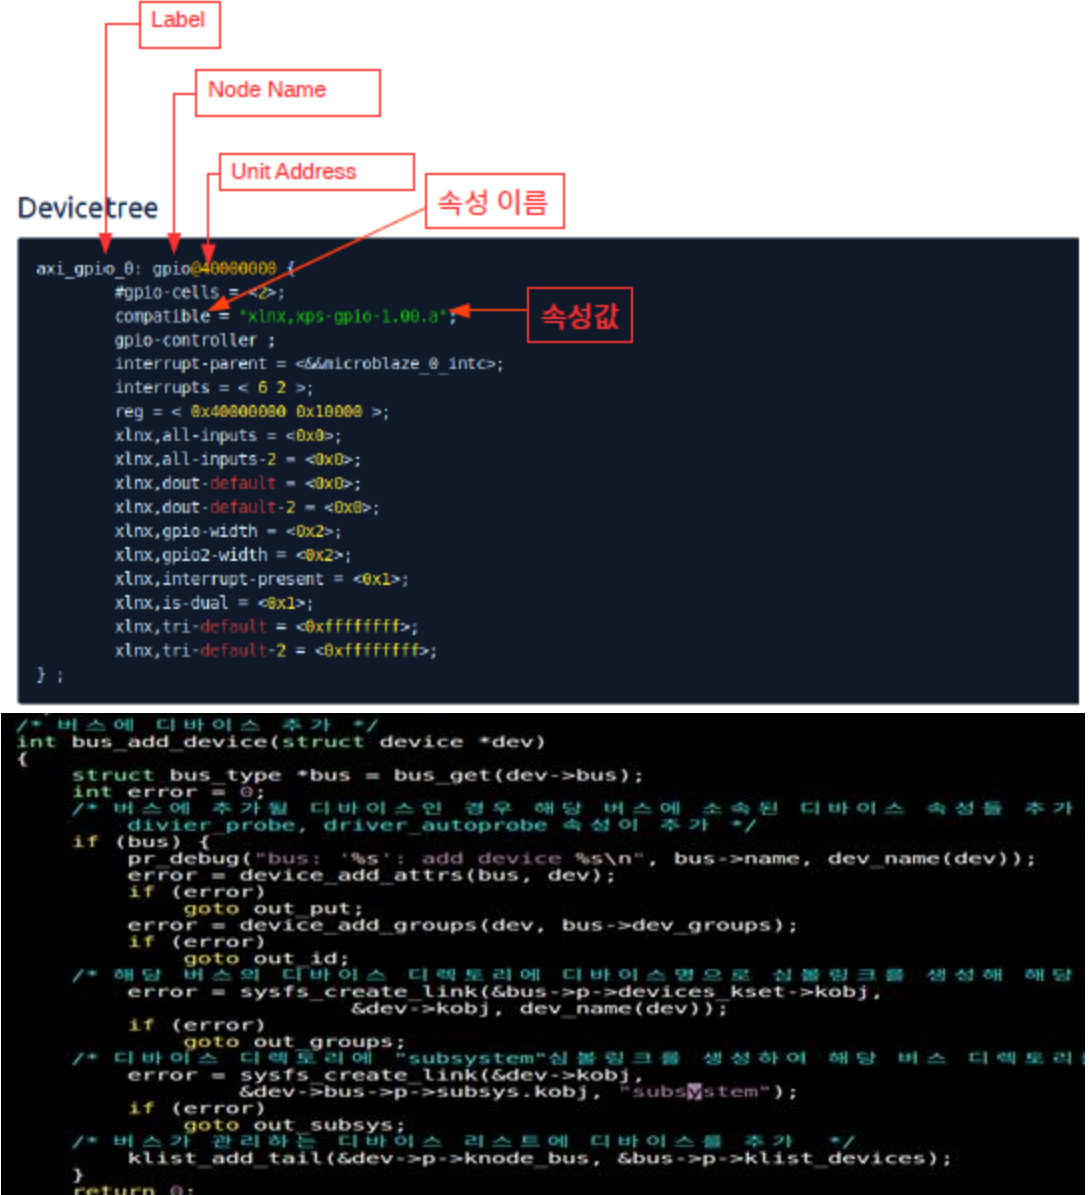 Label
Node Name
Unit Address
속성 이름
Devicetree
axi_gpio_0: gpio@40000000 {
#gpio-cells = <2>;
compatible = "xlnx,xps-gpio-1.00.a";
속성값
gpio-controller ;
interrupt-parent = <&&microblaze_0_intc>;
interrupts = < 6 2 >;
reg = < 0x40000000 0x10000 >;
xlnx,all-inputs = <0x0>;
xlnx,all-inputs-2 = <0x0>;
xlnx,dout-default = <0x0>;
xlnx,dout-default-2 = <0x0>;
xlnx,gpio-width = <0x2>;
xlnx,gpio2-width = <0x2>;
xlnx,interrupt-present = <0x1>;
xlnx,is-dual = <0x1>;
xlnx,tri-default = <0xffffffff>;
xlnx,tri-default-2 = <0xffffffff>;
} ;
/* 버스에 디바이스 추가 */
int bus_add_device(struct device *dev)
{
struct bus_type *bus = bus_get(dev->bus);
int error = 0;
/* 버스에 추가될 디바이스인 경우 해당 버스에 소속된 디바이스 속성들 추가
divier_probe, driver_autoprobe 속성이 추가 */
if (bus) {
pr_debug("bus: '%s': add device %s\n", bus->name, dev_name(dev));
error = device_add_attrs(bus, dev);
if (error)
goto out_put;
error = device_add_groups(dev, bus->dev_groups);
if (error)
goto out_id;
/* 해당 버스의 디바이스 디렉토리에 디바이스명으로 심볼링크를 생성해 해당
error = sysfs_create_link(&bus->p->devices_kset->kobj,
&dev->kobj, dev_name(dev));
if (error)
goto out_groups;
/* 디바이스 디렉토리에 "subsystem"심볼링크를 생성하여 해당 버스 디렉토리를
error = sysfs_create_link(&dev->kobj,
&dev->bus->p->subsys.kobj, "subsystem");
if (error)
goto out_subsys;
/* 버스가 관리하는 디바이스 리스트에 디바이스를 추가 */
klist_add_tail(&dev->p->knode_bus, &bus->p->klist_devices);
}
return 0;